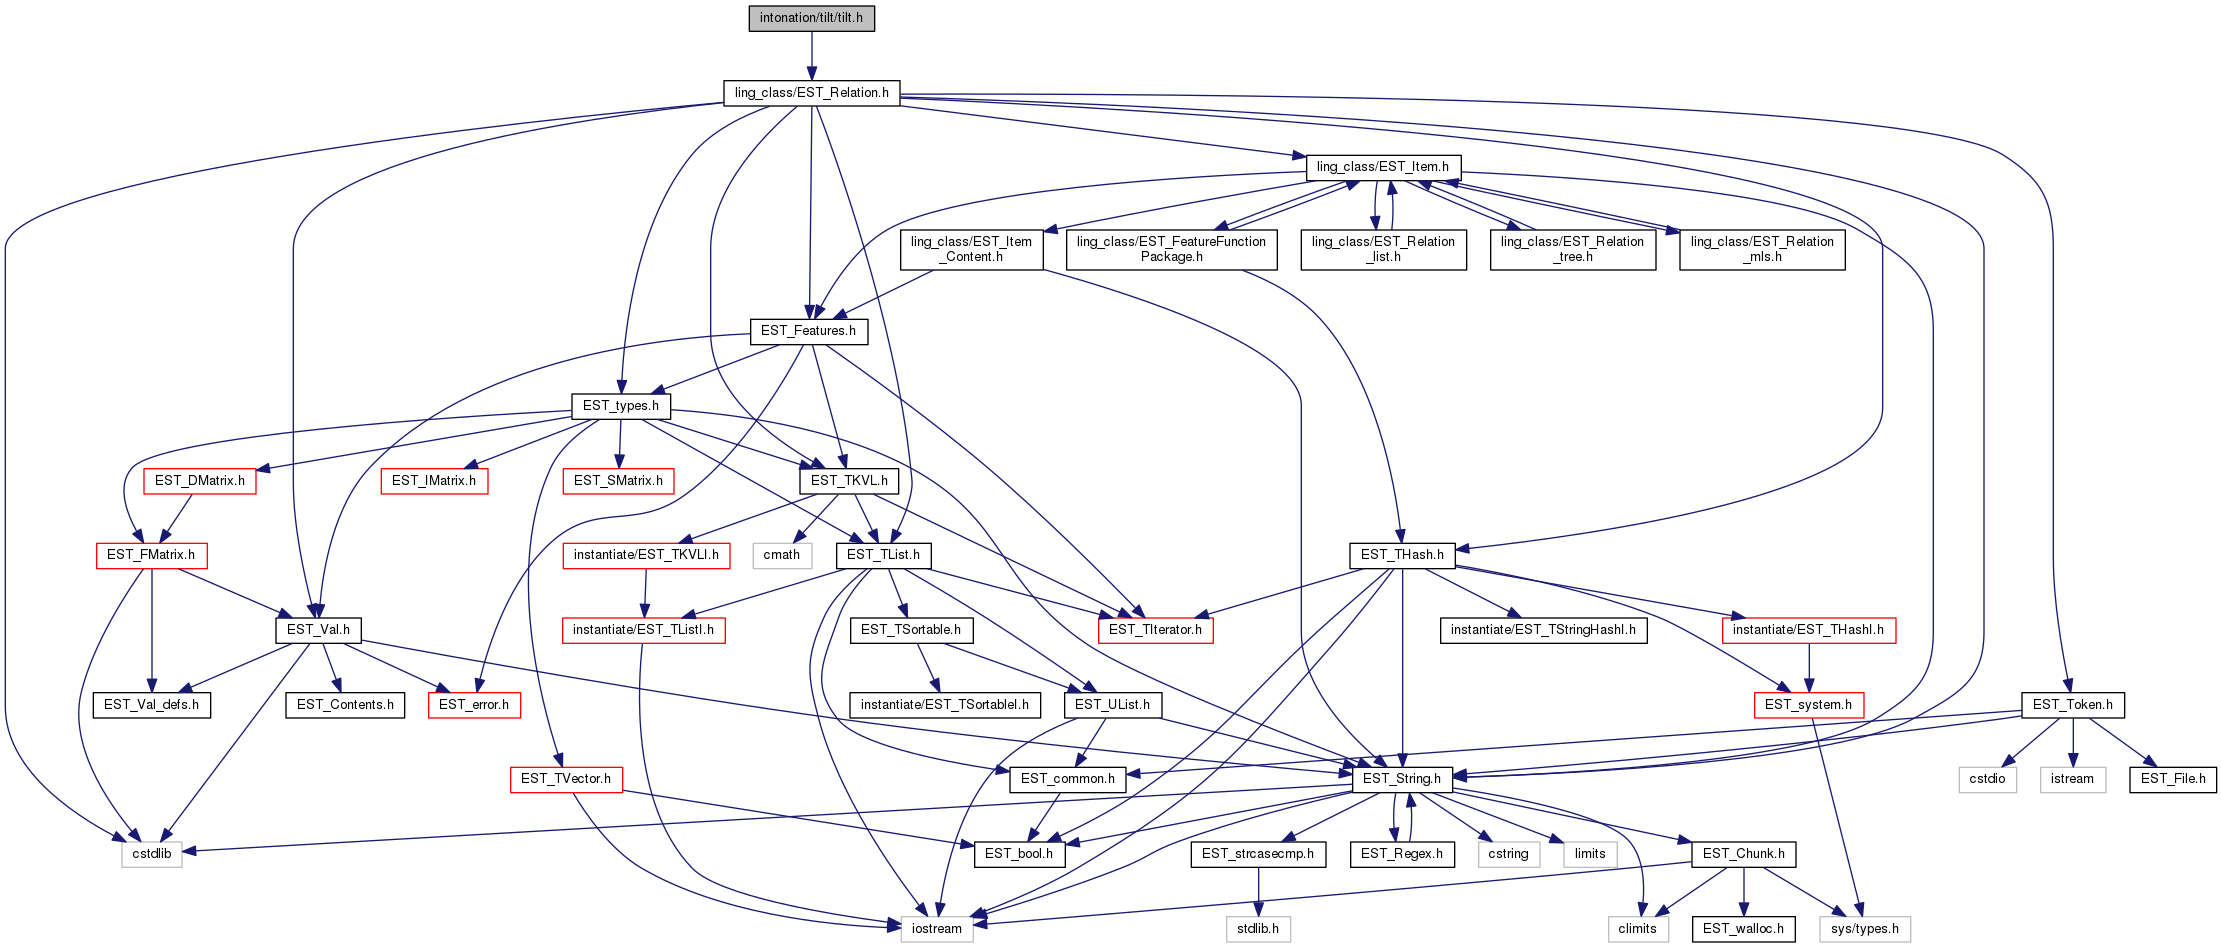 intonation/tilt/tilt.h
ling_class/EST_Relation.h
ling_class/EST_Item.h
ling_class/EST_Item
_Content.h
ling_class/EST_FeatureFunction
Package.h
ling_class/EST_Relation
_list.h
ling_class/EST_Relation
_tree.h
ling_class/EST_Relation
_mls.h
EST_Features.h
EST_types.h
EST_DMatrix.h
EST_IMatrix.h
EST_SMatrix.h
EST_TKVL.h
EST_FMatrix.h
instantiate/EST_TKVLI.h
cmath
EST_TList.h
EST_THash.h
EST_Val.h
instantiate/EST_TListI.h
EST_TSortable.h
EST_TIterator.h
instantiate/EST_TStringHashI.h
instantiate/EST_THashI.h
EST_Val_defs.h
EST_Contents.h
EST_error.h
instantiate/EST_TSortableI.h
EST_UList.h
EST_system.h
EST_Token.h
EST_TVector.h
EST_common.h
EST_String.h
cstdio
istream
EST_File.h
cstdlib
EST_bool.h
EST_strcasecmp.h
EST_Regex.h
cstring
limits
EST_Chunk.h
iostream
stdlib.h
climits
EST_walloc.h
sys/types.h